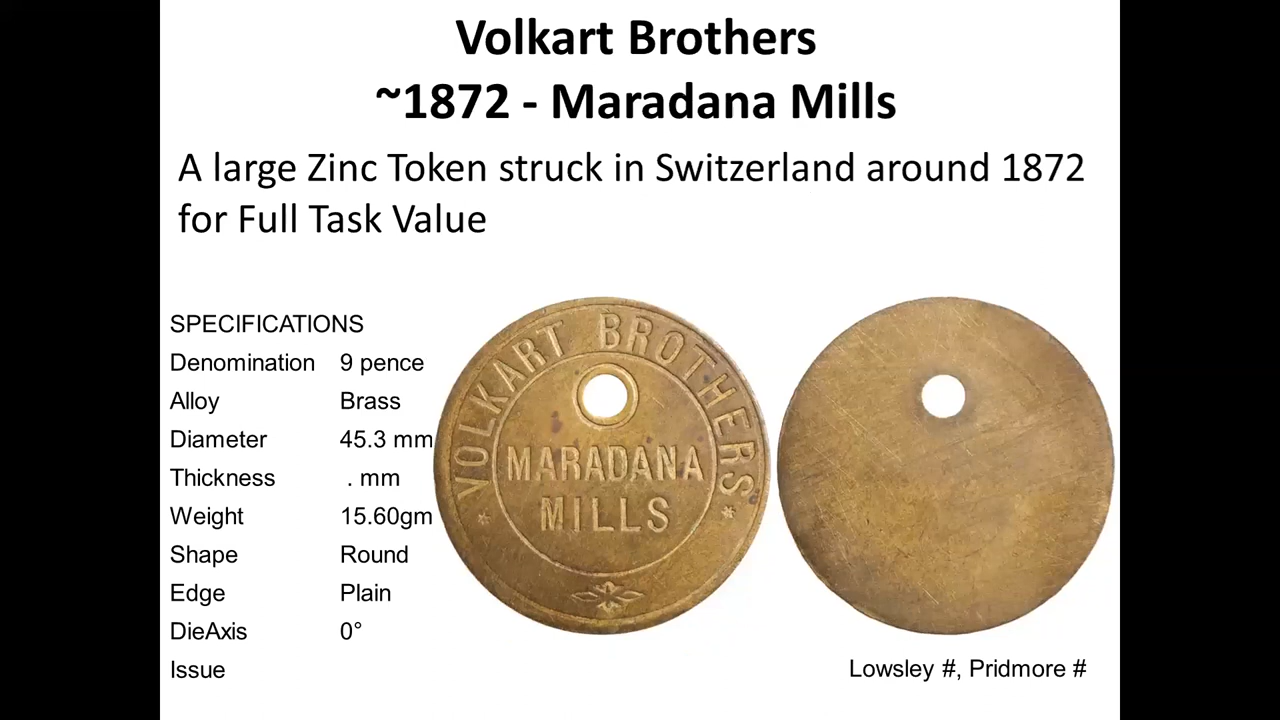 Volkart Brothers
~1872 - Maradana Mills
A large Zinc Token struck in Switzerland around 1872
for Full Task Value
SPECIFICATIONS
Denomination 9 pence
Alloy Brass
Diameter 45.3 mm
Thickness . mm
Weight 15.60gm
Shape Round
Edge Plain
DieAxis 0°
Issue
VOLKART BROTHERS
MARADANA
MILLS
Lowsley #, Pridmore #